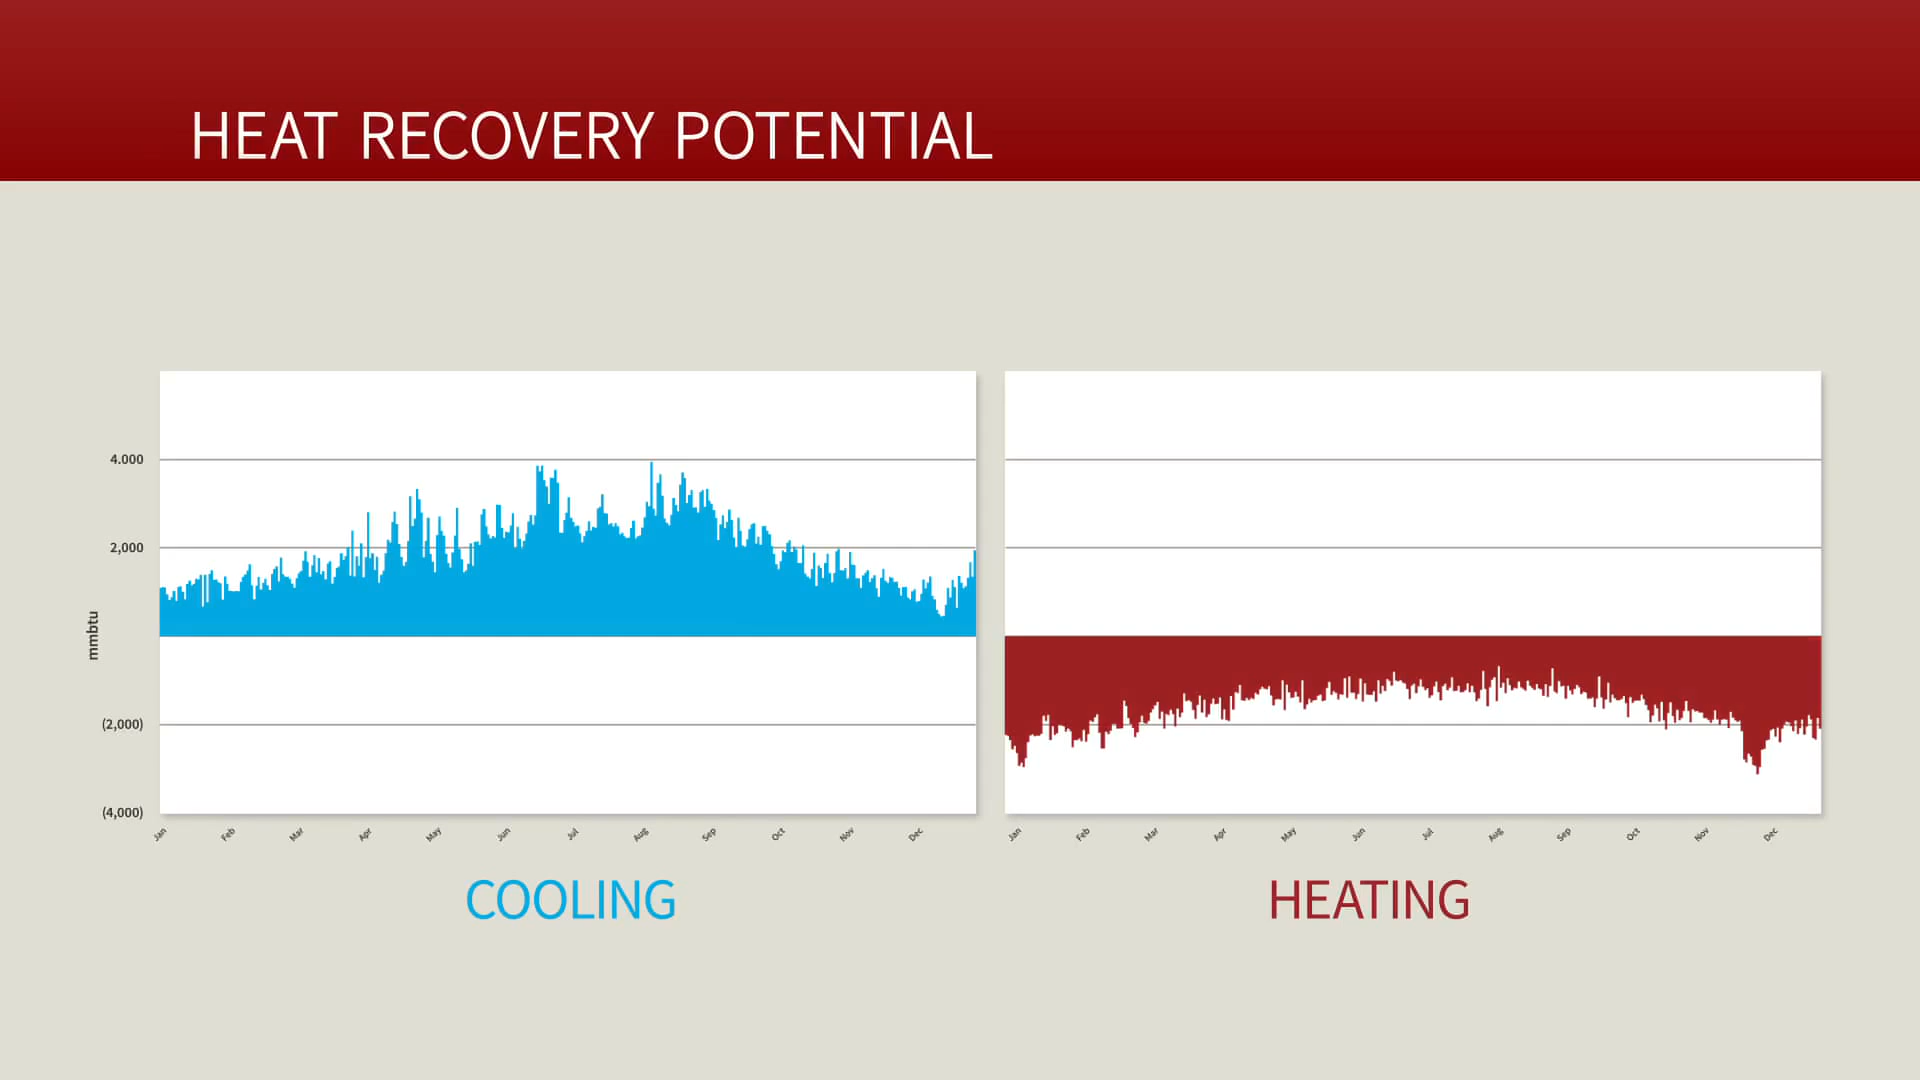 HEAT RECOVERY POTENTIAL
4.000
2,000
mmbtu
(2,000)
(4,000)
Jan Feb Mar Apr May Jun Jul Aug Sep Oct Nov Dec
Jan Feb Mar Apr May Jun Jul Aug Sep Oct Nov Dec
COOLING
HEATING